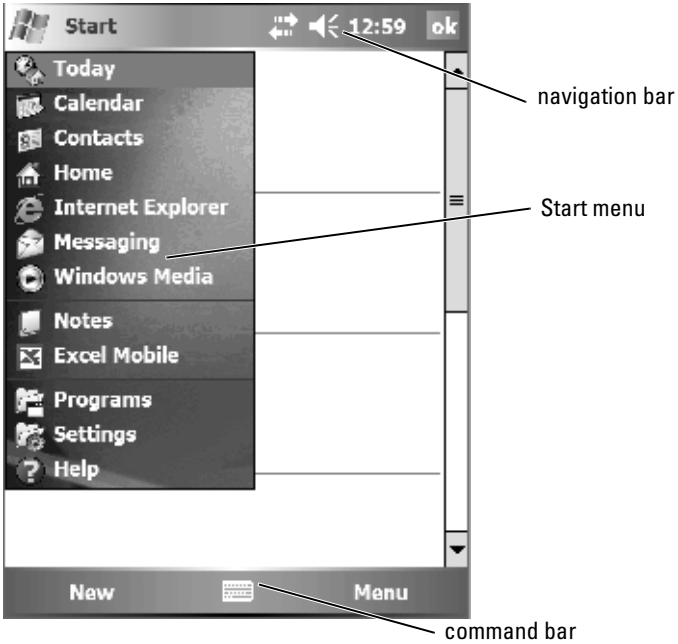 Start 12:59 ok
Today
Calendar
Contacts
Home
Internet Explorer
Messaging
Windows Media
Notes
Excel Mobile
Programs
Settings
Help
New Menu
navigation bar
Start menu
command bar